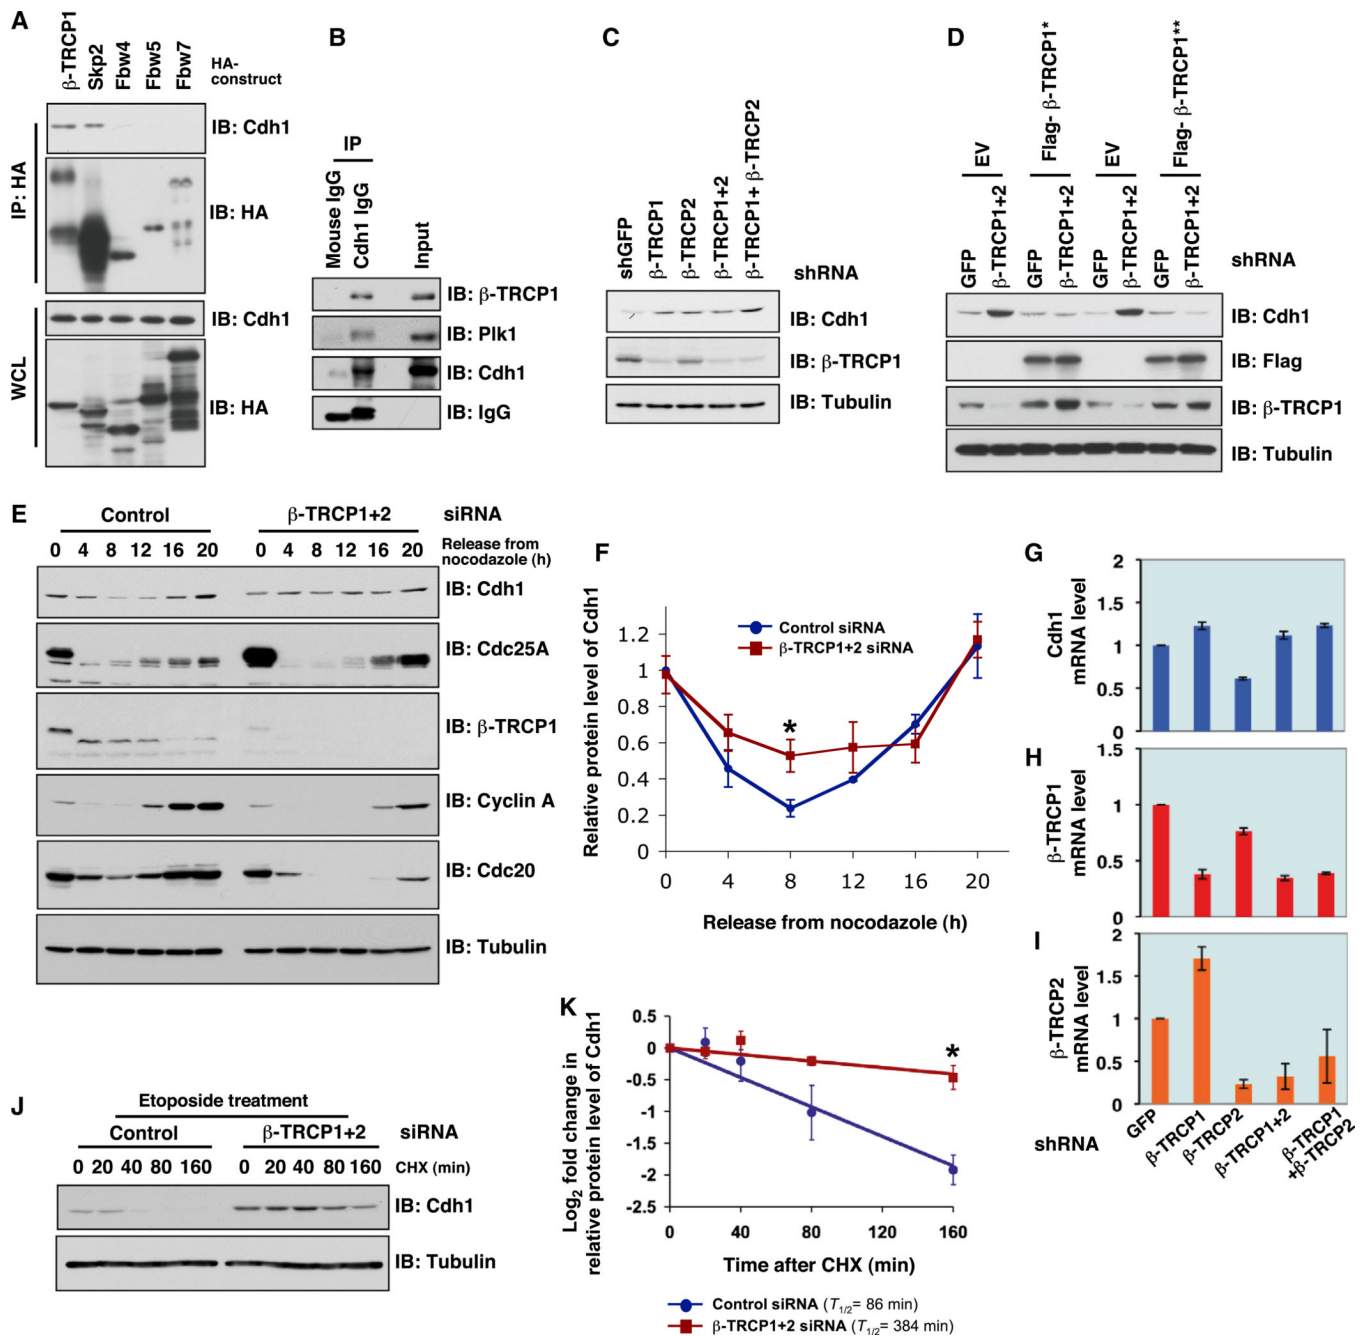 A
β-TRCP1
Skp2
Fbw4
Fbw5
Fbw7
HA-
construct
IP: HA
IB: Cdh1
IB: HA
WCL
IB: Cdh1
IB: HA
B
IP
Mouse IgG
Cdh1 IgG
Input
IB: β-TRCP1
IB: Plk1
IB: Cdh1
IB: IgG
C
shGFP
β-TRCP1
β-TRCP2
β-TRCP1+2
β-TRCP1+ β-TRCP2
shRNA
IB: Cdh1
IB: β-TRCP1
IB: Tubulin
D
EV
Flag- β-TRCP1*
EV
Flag- β-TRCP1**
GFP
β-TRCP1+2
GFP
β-TRCP1+2
GFP
β-TRCP1+2
GFP
β-TRCP1+2
shRNA
IB: Cdh1
IB: Flag
IB: β-TRCP1
IB: Tubulin
E
Control β-TRCP1+2 siRNA
0 4 8 12 16 20 0 4 8 12 16 20 Release from
nocodazole (h)
IB: Cdh1
IB: Cdc25A
IB: β-TRCP1
IB: Cyclin A
IB: Cdc20
IB: Tubulin
F
Relative protein level of Cdh1
1.2
1.0
0.8
0.6
0.4
0.2
0
Control siRNA
β-TRCP1+2 siRNA
*
0 4 8 12 16 20
Release from nocodazole (h)
G
Cdh1
mRNA level
2
1.5
1
0.5
0
H
β-TRCP1
mRNA level
1.5
1
0.5
0
I
β-TRCP2
mRNA level
2
1.5
1
0.5
0
shRNA
GFP
β-TRCP1
β-TRCP2
β-TRCP1+2
β-TRCP1
+β-TRCP2
J
Etoposide treatment
Control β-TRCP1+2 siRNA
0 20 40 80 160 0 20 40 80 160 CHX (min)
IB: Cdh1
IB: Tubulin
K
Log2 fold change in
relative protein level of Cdh1
0.5
0
-0.5
-1
-1.5
-2
-2.5
*
0 40 80 120 160
Time after CHX (min)
Control siRNA (T1/2= 86 min)
β-TRCP1+2 siRNA (T1/2= 384 min)